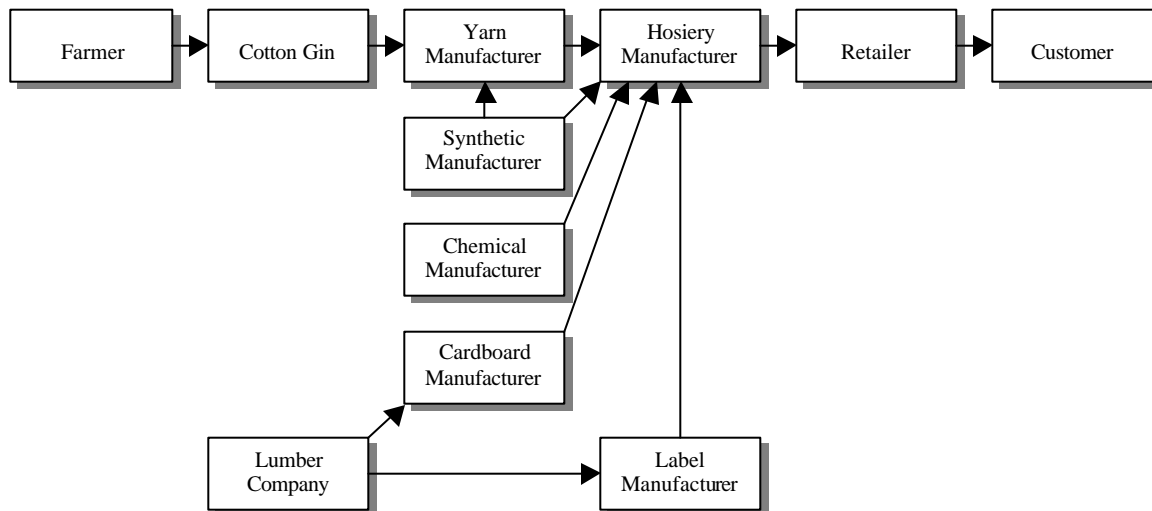 Farmer
Cotton Gin
Yarn
Manufacturer
Hosiery
Manufacturer
Retailer
Customer
Synthetic
Manufacturer
Chemical
Manufacturer
Cardboard
Manufacturer
Lumber
Company
Label
Manufacturer